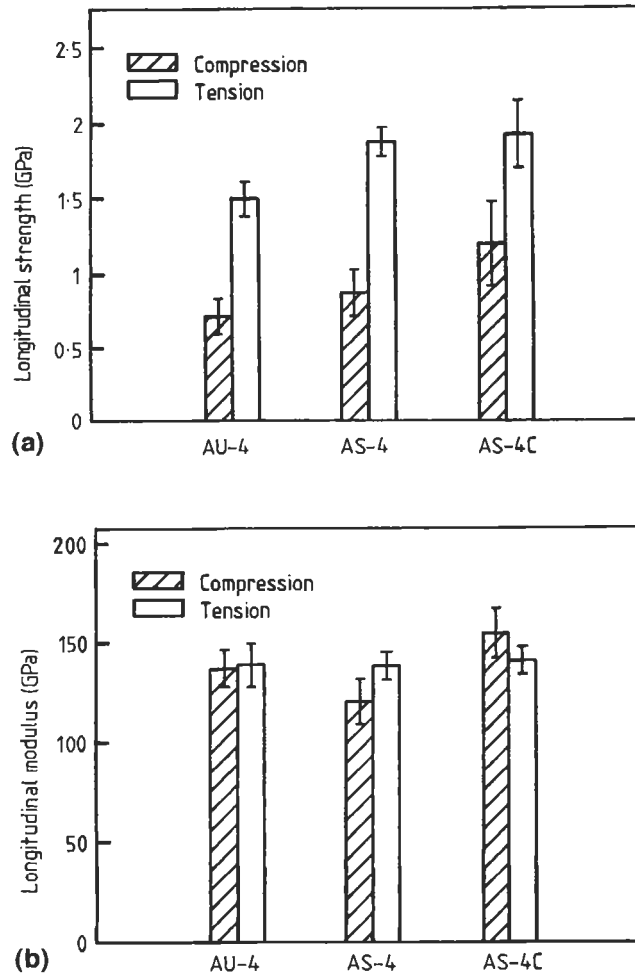 2·5
Compression
2
Tension
1·5
1
0·5
0
Longitudinal strength (GPa)
(a)
AU-4
AS-4
AS-4C
200
Compression
Tension
150
100
50
0
Longitudinal modulus (GPa)
(b)
AU-4
AS-4
AS-4C